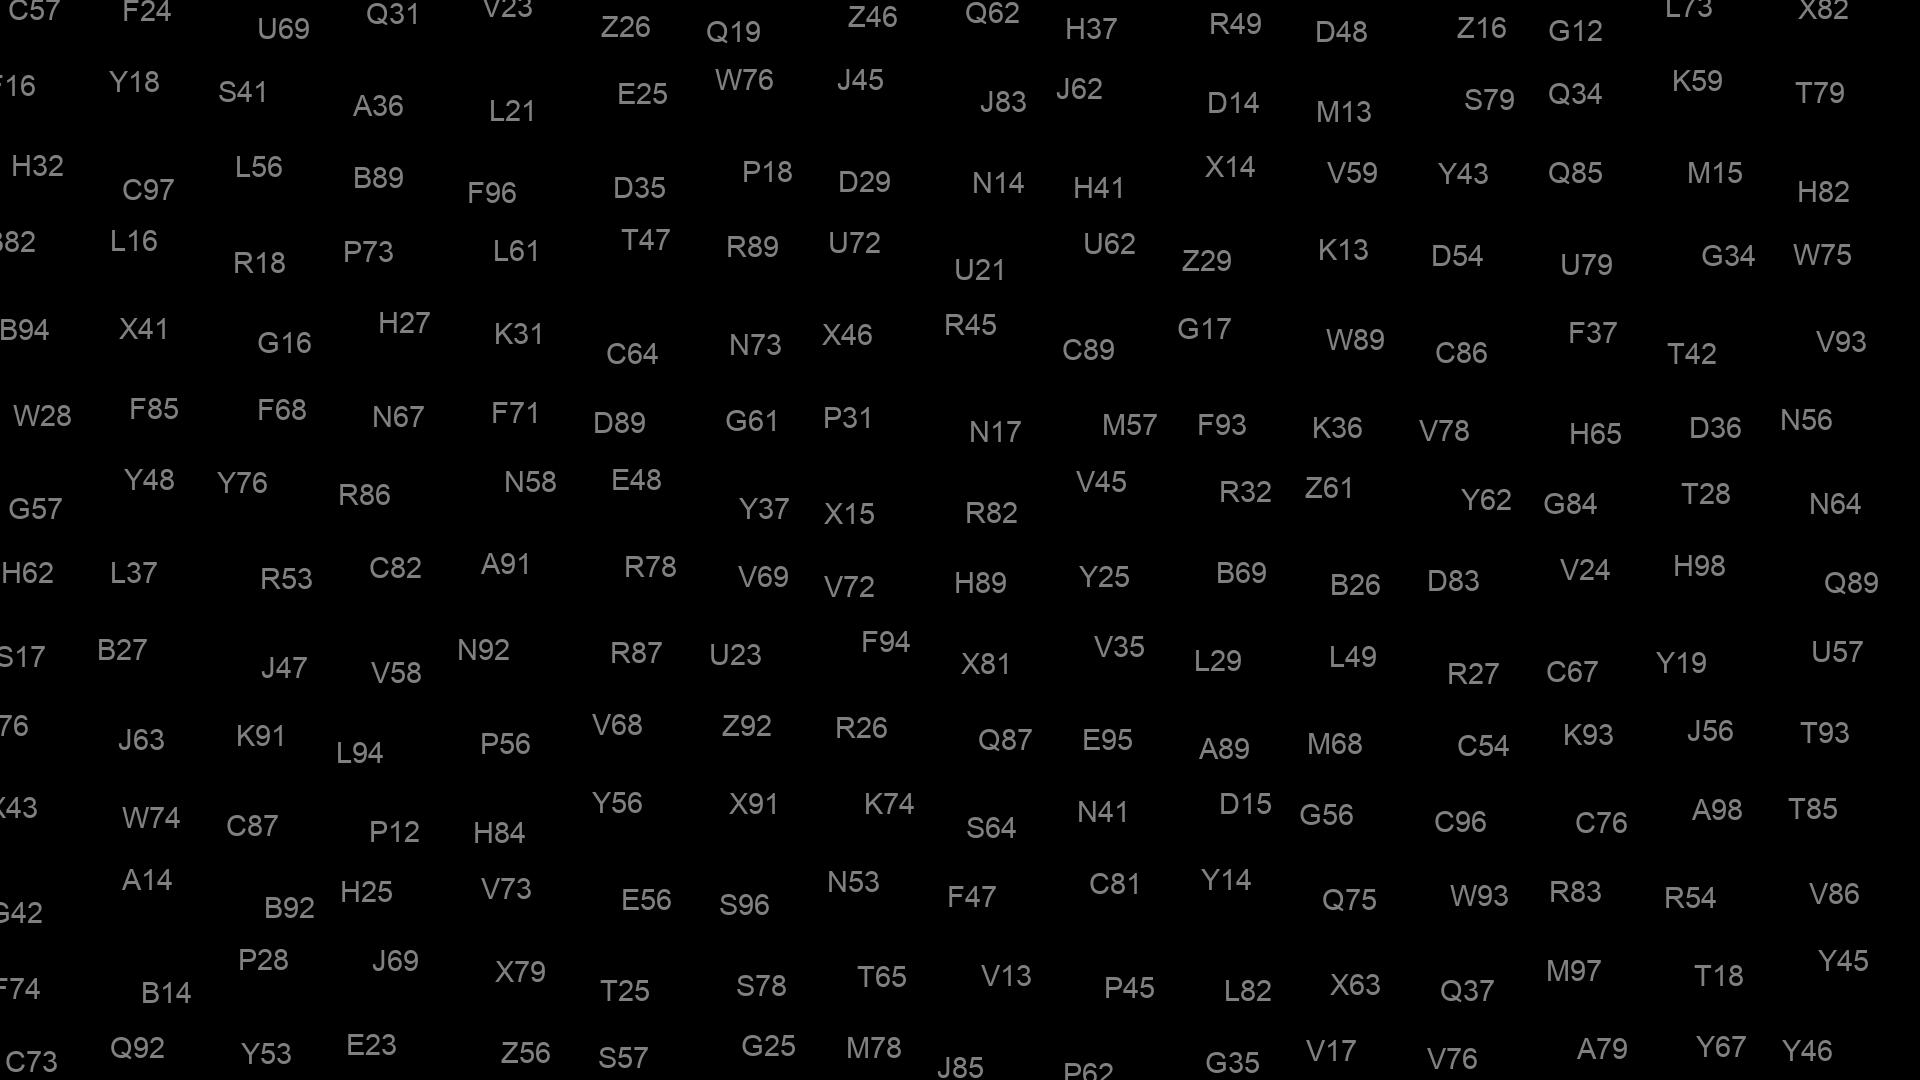 C57 F24 U69 Q31 V23 Z26 Q19 Z46 Q62 H37 R49 D48 Z16 G12 L73 X82
F16 Y18 S41 A36 L21 E25 W76 J45 J83 J62 D14 M13 S79 Q34 K59 T79
H32 C97 L56 B89 F96 D35 P18 D29 N14 H41 X14 V59 Y43 Q85 M15 H82
B82 L16 R18 P73 L61 T47 R89 U72 U21 U62 Z29 K13 D54 U79 G34 W75
B94 X41 G16 H27 K31 C64 N73 X46 R45 C89 G17 W89 C86 F37 T42 V93
W28 F85 F68 N67 F71 D89 G61 P31 N17 M57 F93 K36 V78 H65 D36 N56
G57 Y48 Y76 R86 N58 E48 Y37 X15 R82 V45 R32 Z61 Y62 G84 T28 N64
H62 L37 R53 C82 A91 R78 V69 V72 H89 Y25 B69 B26 D83 V24 H98 Q89
S17 B27 J47 V58 N92 R87 U23 F94 X81 V35 L29 L49 R27 C67 Y19 U57
76 J63 K91 L94 P56 V68 Z92 R26 Q87 E95 A89 M68 C54 K93 J56 T93
43 W74 C87 P12 H84 Y56 X91 K74 S64 N41 D15 G56 C96 C76 A98 T85
G42 A14 B92 H25 V73 E56 S96 N53 F47 C81 Y14 Q75 W93 R83 R54 V86
F74 B14 P28 J69 X79 T25 S78 T65 V13 P45 L82 X63 Q37 M97 T18 Y45
C73 Q92 Y53 E23 Z56 S57 G25 M78 J85 P62 G35 V17 V76 A79 Y67 Y46